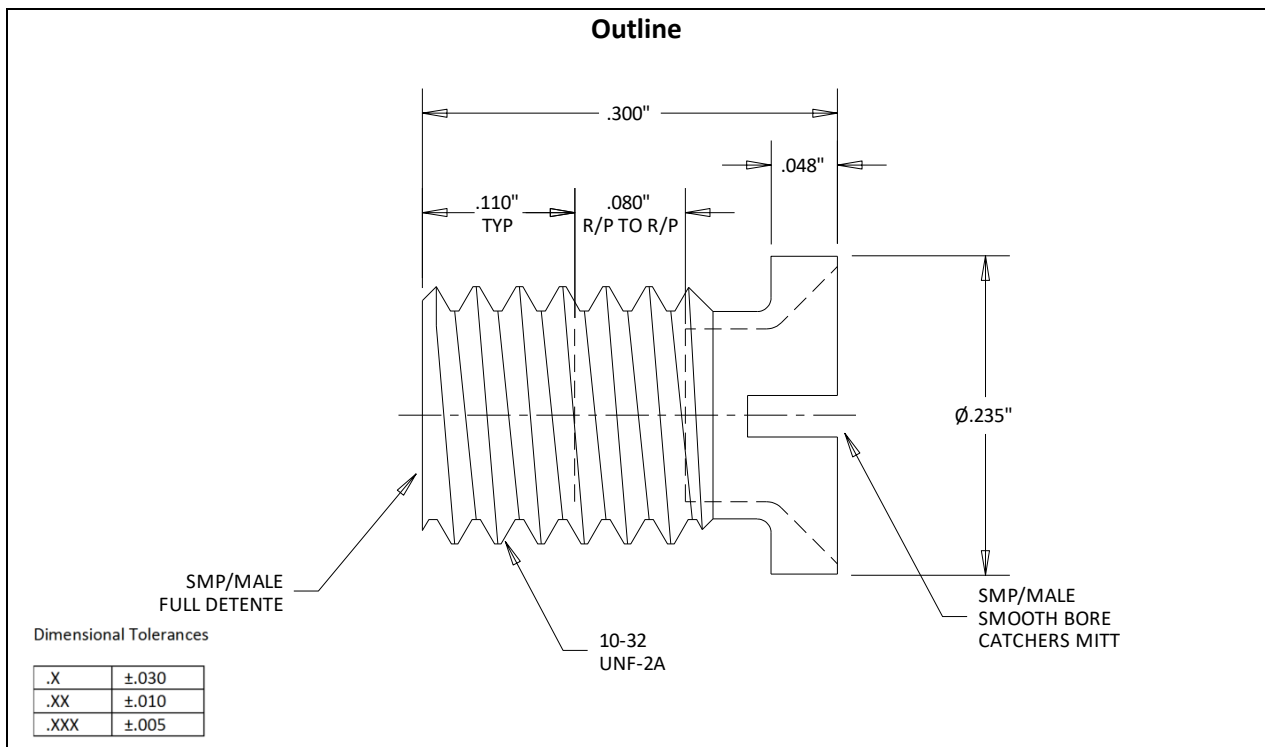 Outline
.300"
.048"
.110"
TYP
.080"
R/P TO R/P
Ø.235"
SMP/MALE
FULL DETENTE
10-32
UNF-2A
SMP/MALE
SMOOTH BORE
CATCHERS MITT
Dimensional Tolerances
.X ±.030
.XX ±.010
.XXX ±.005